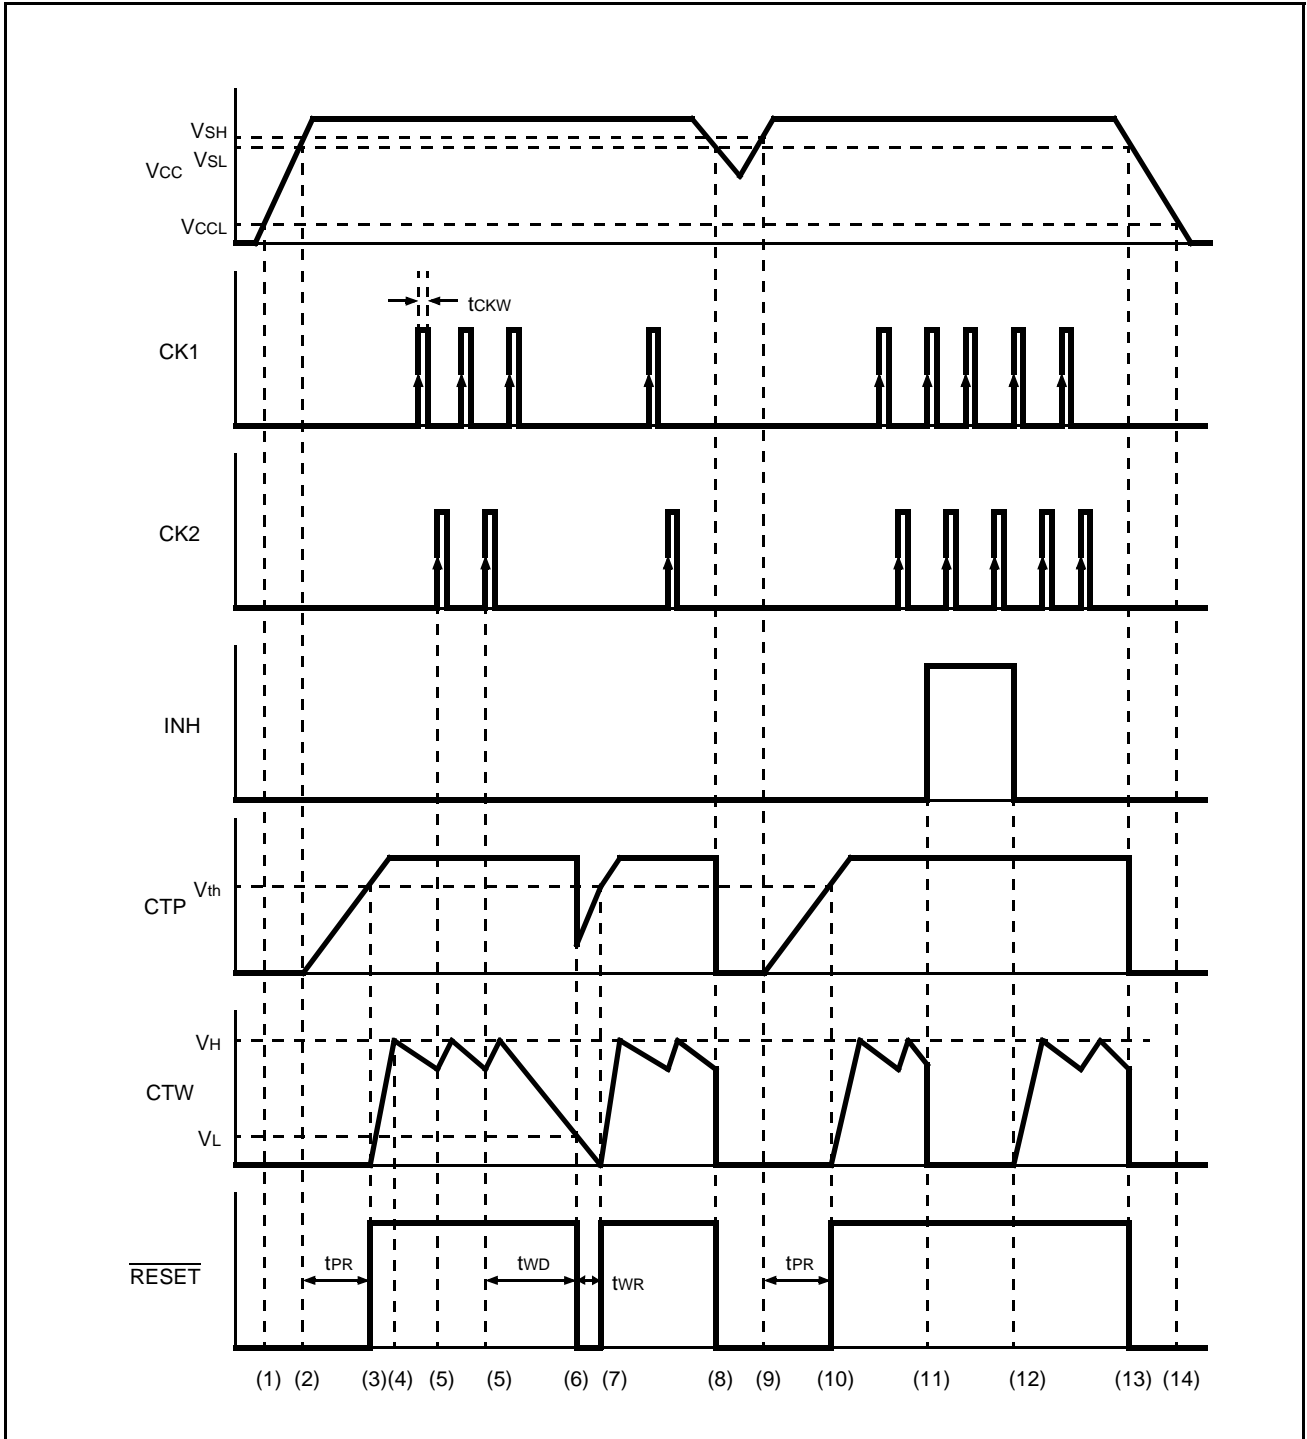 VSH
VSL
VCC
VCCL
tCKW
CK1
CK2
INH
Vth
CTP
VH
CTW
VL
RESET
tPR
tWD
tWR
tPR
(1) (2) (3)(4) (5) (5) (6) (7) (8) (9) (10) (11) (12) (13) (14)